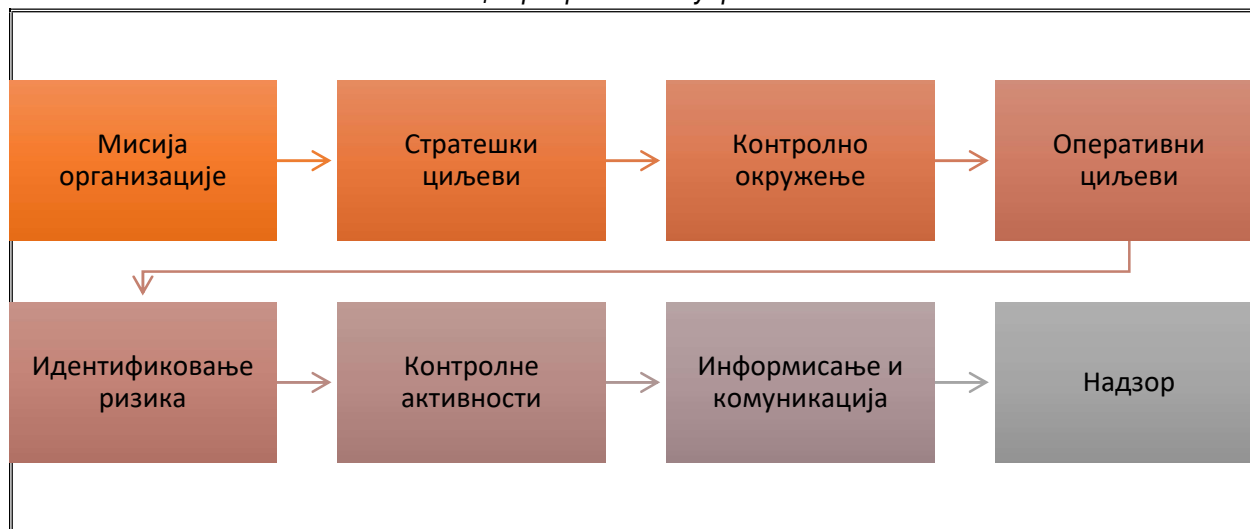 Мисија
организације
Стратешки
циљеви
Контролно
окружење
Оперативни
циљеви
Идентификовање
ризика
Контролне
активности
Информисање и
комуникација
Надзор